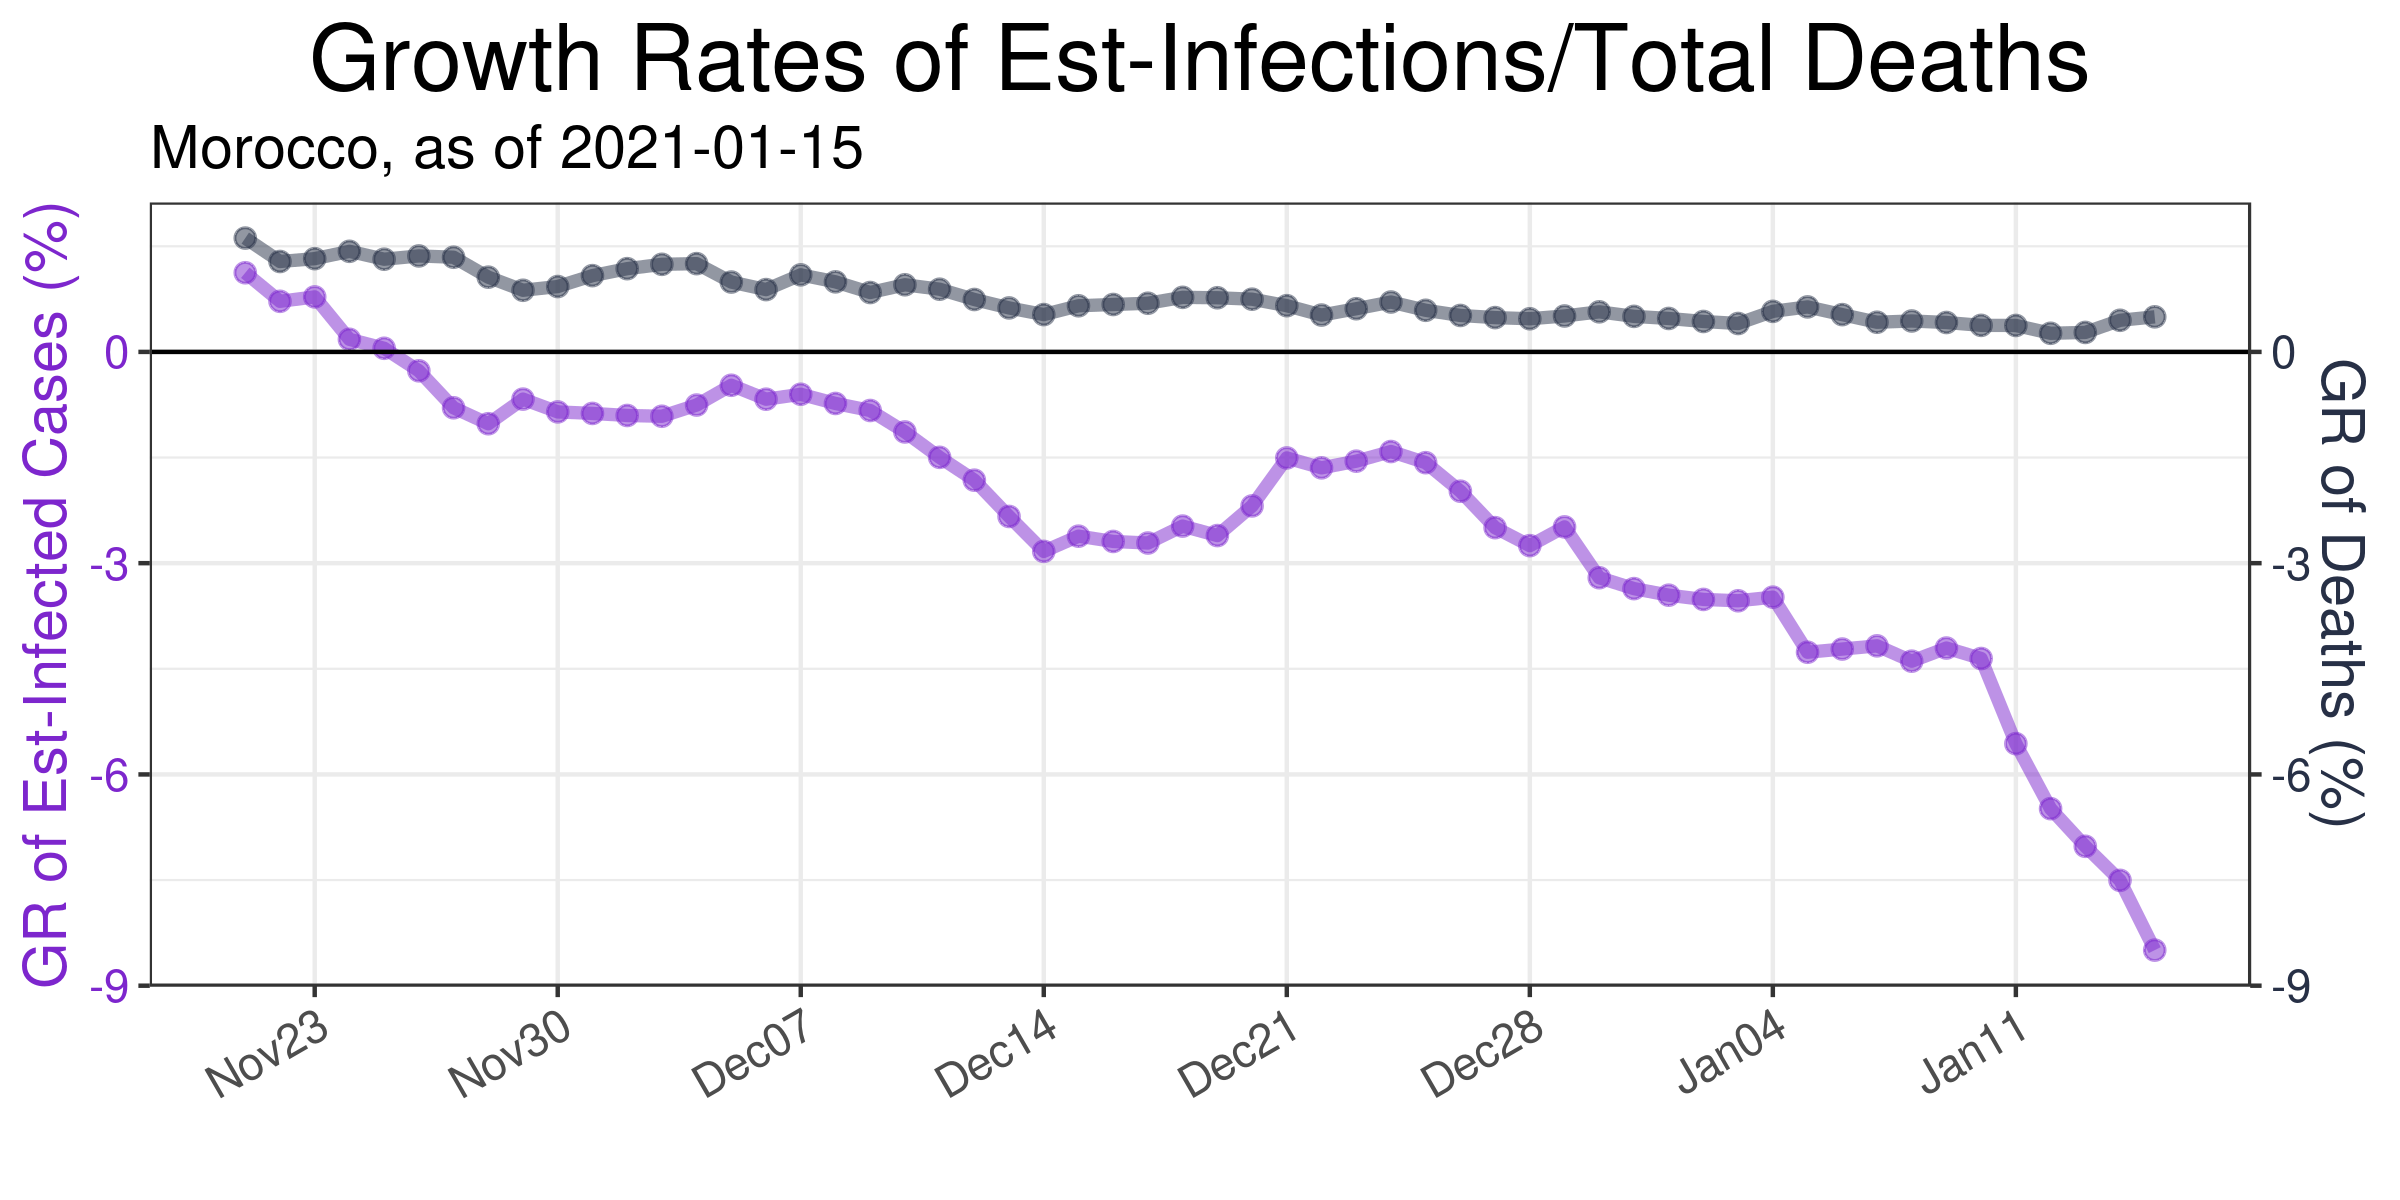 Growth Rates of Est-Infections/Total Deaths
Morocco, as of 2021-01-15
GR of Est-Infected Cases (%)
0
-3
-6
-9
0
-3
-6
-9
GR of Deaths (%)
Nov23
Nov30
Dec07
Dec14
Dec21
Dec28
Jan04
Jan11